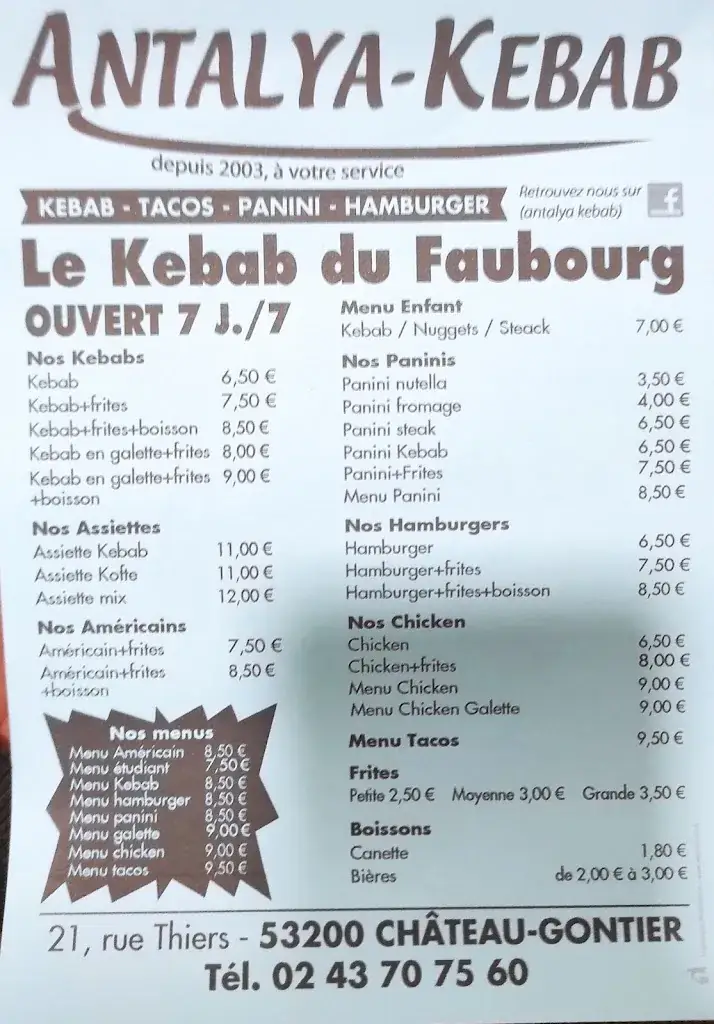 ANTALYA-KEBAB
depuis 2003, à votre service
KEBAB - TACOS - PANINI - HAMBURGER
Retrouvez nous sur f
(antalya kebab)
Le Kebab du Faubourg
OUVERT 7 J./7
Nos Kebabs
Kebab 6,50 €
Kebab+frites 7,50 €
Kebab+frites+boisson 8,50 €
Kebab en galette+frites 8,00 €
Kebab en galette+frites 9,00 €
+boisson
Nos Assiettes
Assiette Kebab 11,00 €
Assiette Kofte 11,00 €
Assiette mix 12,00 €
Nos Américains
Américain+frites 7,50 €
Américain+frites 8,50 €
+boisson
Nos menus
Menu Américain 8,50 €
Menu étudiant 7,50 €
Menu Kebab 8,50 €
Menu hamburger 8,50 €
Menu panini 8,50 €
Menu galette 9,00 €
Menu chicken 9,00 €
Menu tacos 9,50 €
Menu Enfant
Kebab / Nuggets / Steack 7,00 €
Nos Paninis
Panini nutella 3,50 €
Panini fromage 4,00 €
Panini steak 6,50 €
Panini Kebab 6,50 €
Panini+Frites 7,50 €
Menu Panini 8,50 €
Nos Hamburgers
Hamburger 6,50 €
Hamburger+frites 7,50 €
Hamburger+frites+boisson 8,50 €
Nos Chicken
Chicken 6,50 €
Chicken+frites 8,00 €
Menu Chicken 9,00 €
Menu Chicken Galette 9,00 €
Menu Tacos 9,50 €
Frites
Petite 2,50 € Moyenne 3,00 € Grande 3,50 €
Boissons
Canette 1,80 €
Bières de 2,00 € à 3,00 €
21, rue Thiers - 53200 CHÂTEAU-GONTIER
Tél. 02 43 70 75 60